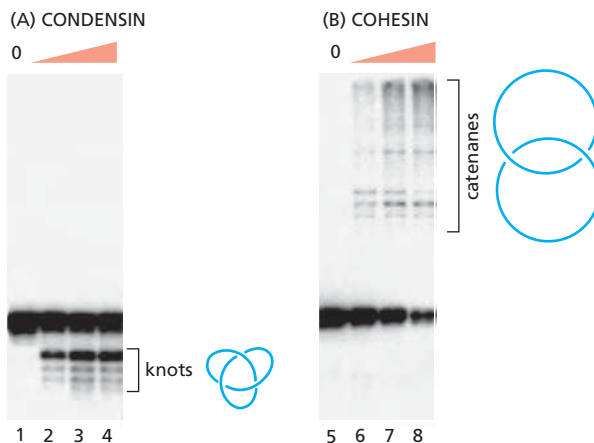 (A) CONDENSIN
0
knots
1 2 3 4
(B) COHESIN
0
catenanes
5 6 7 8